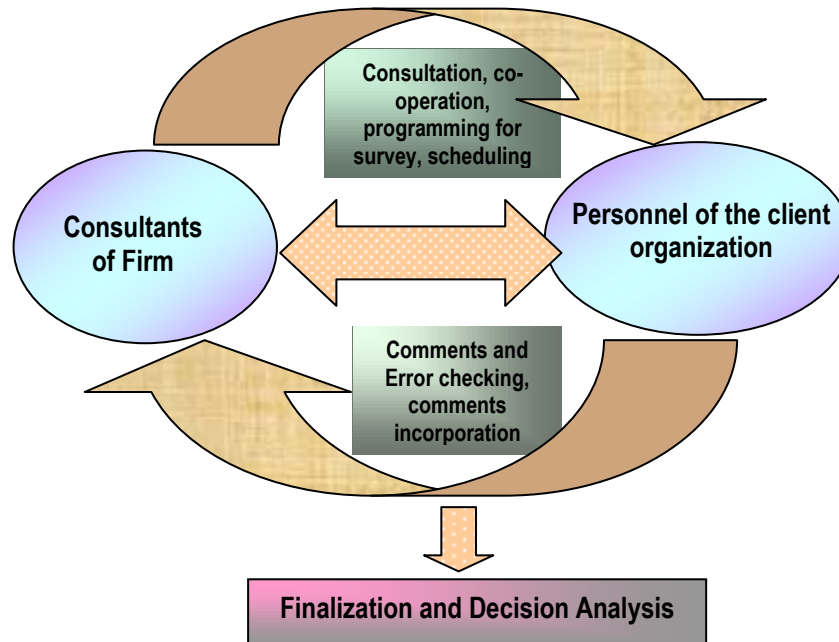 Consultation, co-
operation,
programming for
survey, scheduling
Consultants
of Firm
Personnel of the client
organization
Comments and
Error checking,
comments
incorporation
Finalization and Decision Analysis